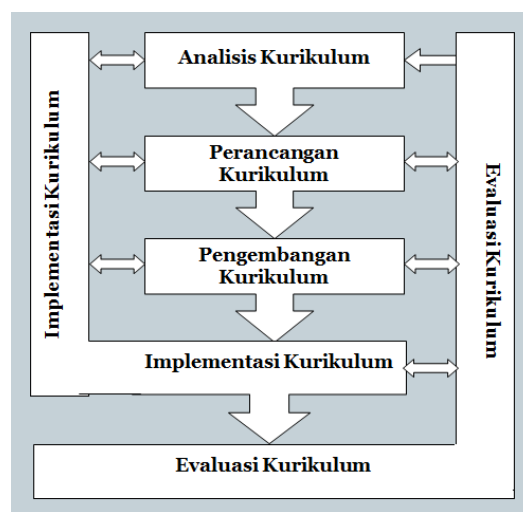 Analisis Kurikulum
Implementasi Kurikulum
Perancangan
Kurikulum
Evaluasi Kurikulum
Pengembangan
Kurikulum
Implementasi Kurikulum
Evaluasi Kurikulum